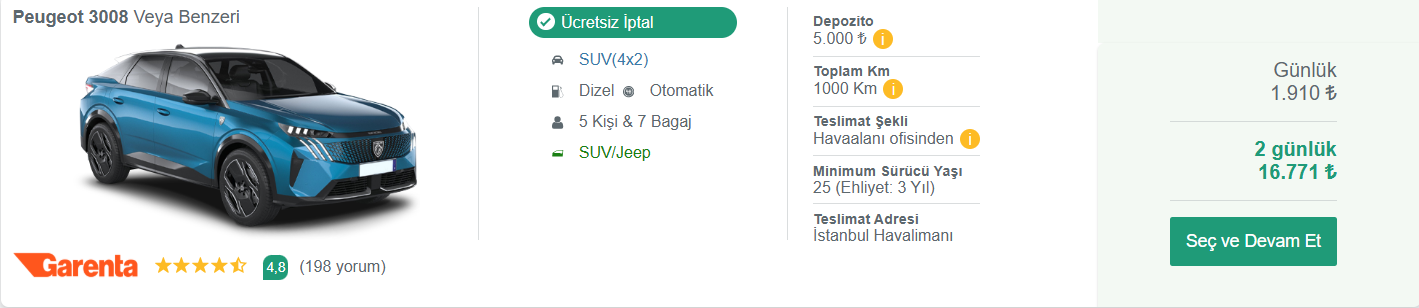 Peugeot 3008 Veya Benzeri
Garenta
4,8
(198 yorum)
Ücretsiz İptal
SUV(4x2)
Dizel Otomatik
5 Kişi & 7 Bagaj
SUV/Jeep
Depozito
5.000 ₺ i
Toplam Km
1000 Km i
Teslimat Şekli
Havaalanı ofisinden i
Minimum Sürücü Yaşı
25 (Ehliyet: 3 Yıl)
Teslimat Adresi
İstanbul Havalimanı
Günlük
1.910 ₺
2 günlük
16.771 ₺
Seç ve Devam Et